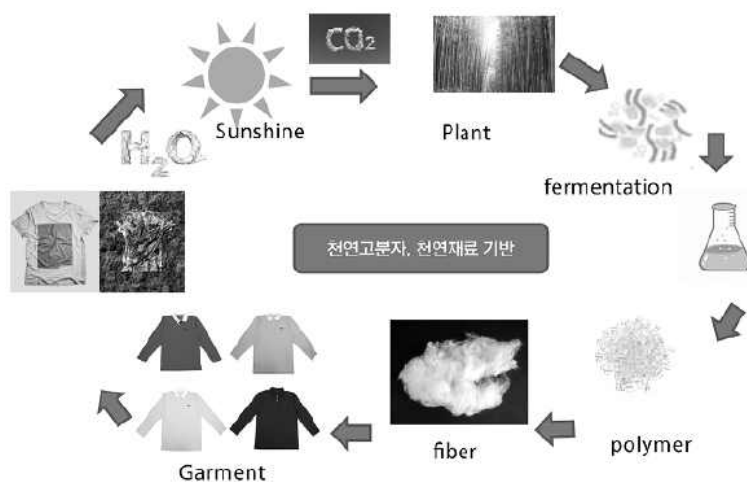 CO2
Sunshine
Plant
H2O
fermentation
천연고분자, 천연재료 기반
polymer
fiber
Garment